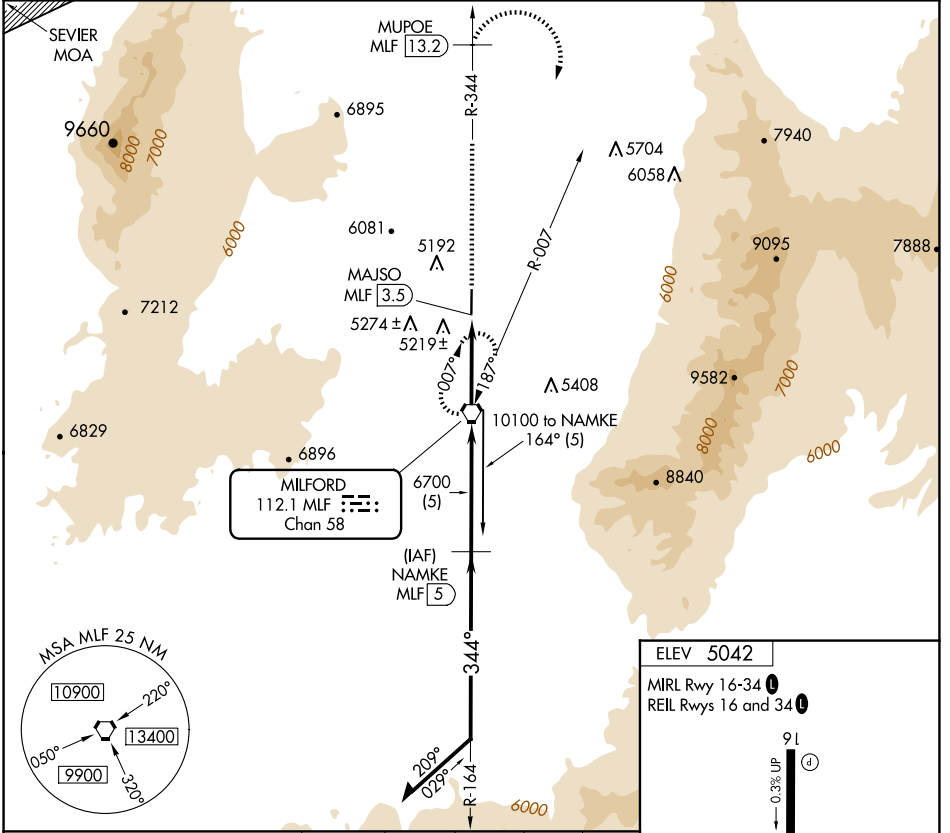 SEVIER
MOA
MUPOE
MLF 13.2
R-344
6895
9660
8000
7000
7940
5704
6058
6000
6081
5192
R-007
9095
7888
6000
MAJSO
MLF 3.5
7212
5274 ±
5219 ±
007°
187°
5408
9582
7000
10100 to NAMKE
164° (5)
6829
6896
8000
6000
8840
MILFORD
112.1 MLF
Chan 58
6700
(5)
(IAF)
NAMKE
MLF 5
344°
MSA MLF 25 NM
10900
220°
13400
050°
9900
320°
209°
029°
R-164
6000
ELEV 5042
MIRL Rwy 16-34 L
REIL Rwys 16 and 34 L
16
P
0.3% UP